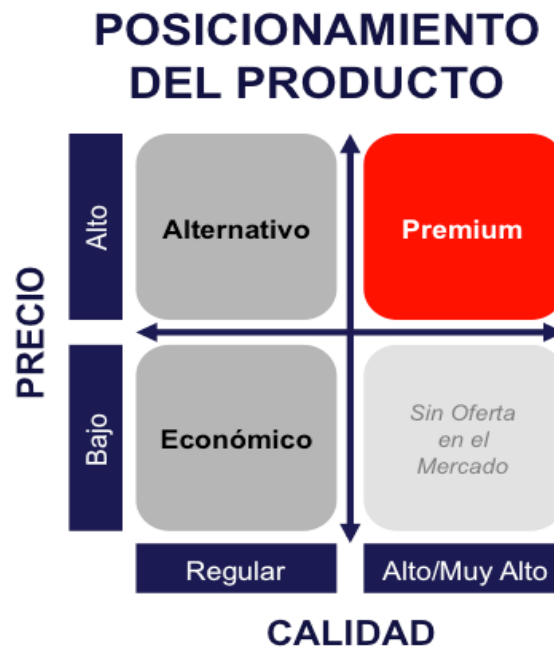 POSICIONAMIENTO
DEL PRODUCTO
PRECIO
Alto
Alternativo
Premium
Bajo
Económico
Sin Oferta
en el
Mercado
Regular
Alto/Muy Alto
CALIDAD